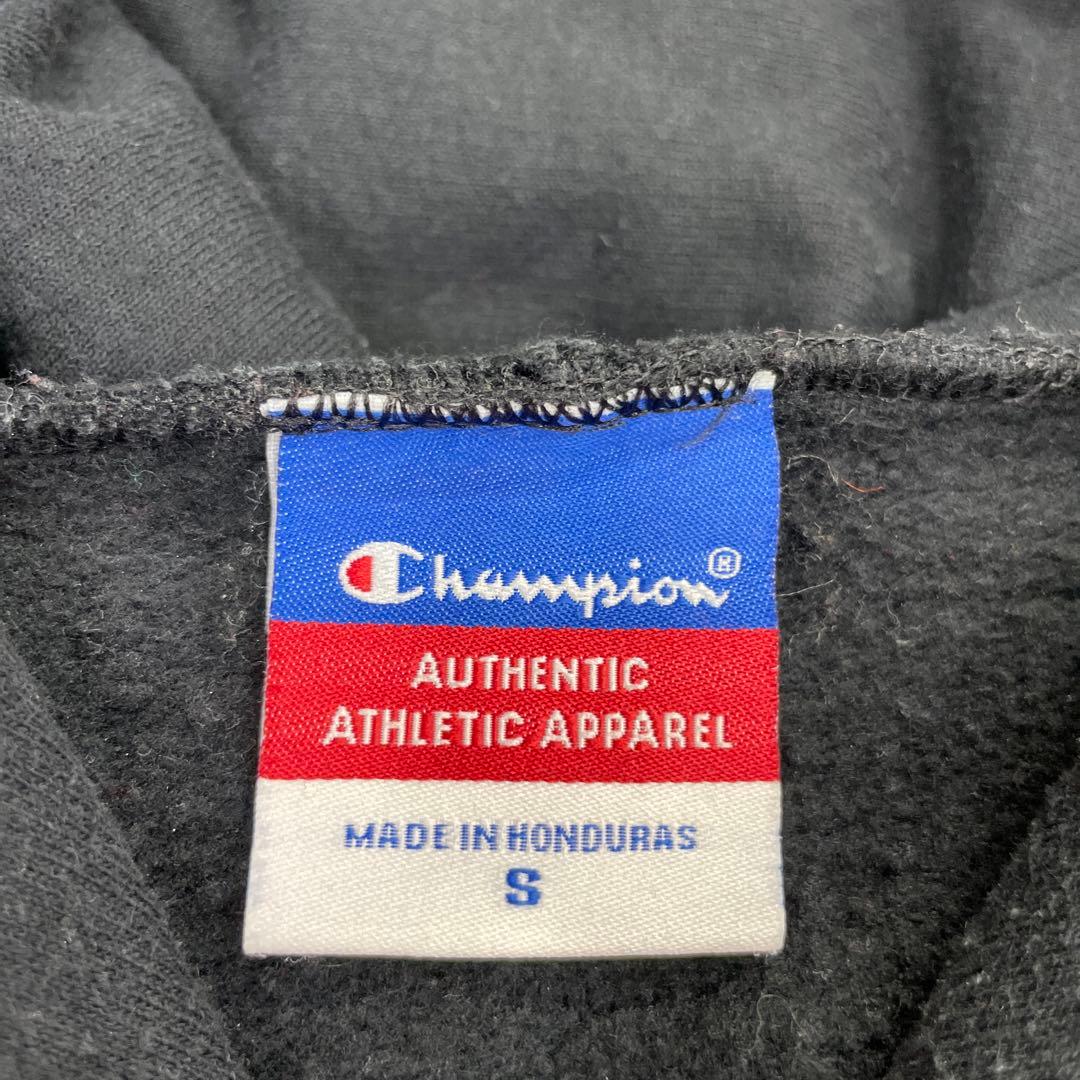 Champion®
AUTHENTIC
ATHLETIC APPAREL
MADE IN HONDURAS
S